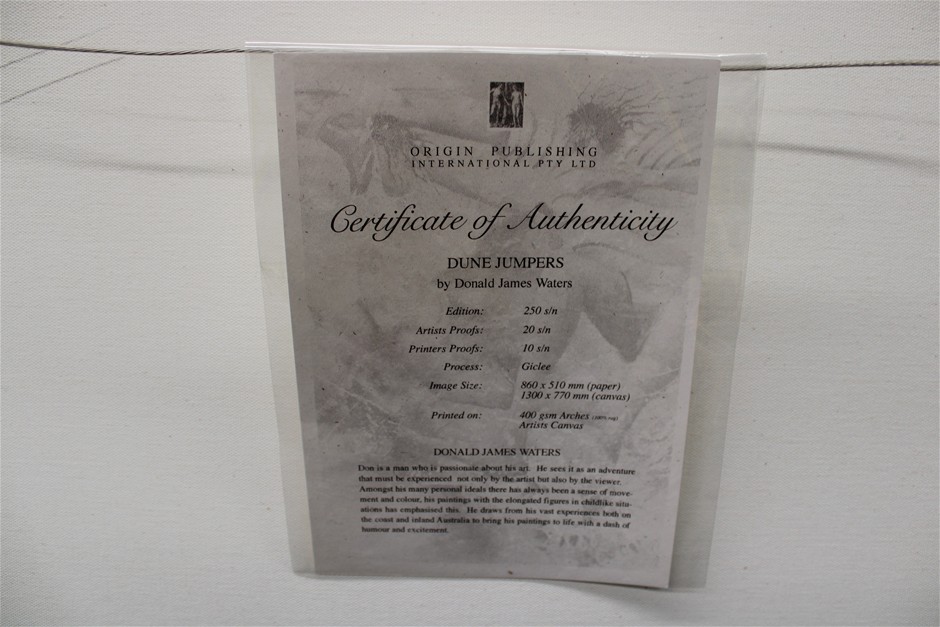 ORIGIN PUBLISHING
INTERNATIONAL PTY LTD
Certificate of Authenticity
DUNE JUMPERS
by Donald James Waters
Edition: 250 s/n
Artists Proofs: 20 s/n
Printers Proofs: 10 s/n
Process: Giclee
Image Size: 860 x 510 mm (paper)
1300 x 770 mm (canvas)
Printed on: 400 gsm Arches (100% rag)
Artists Canvas
DONALD JAMES WATERS
Don is a man who is passionate about his art. He sees it as an adventure
that must be experienced not only by the artist but also by the viewer.
Amongst his many personal ideals there has always been a sense of move-
ment and colour, his paintings with the elongated figures in childlike situ-
ations has emphasised this. He draws from his vast experiences both on
the coast and inland Australia to bring his paintings to life with a dash of
humour and excitement.